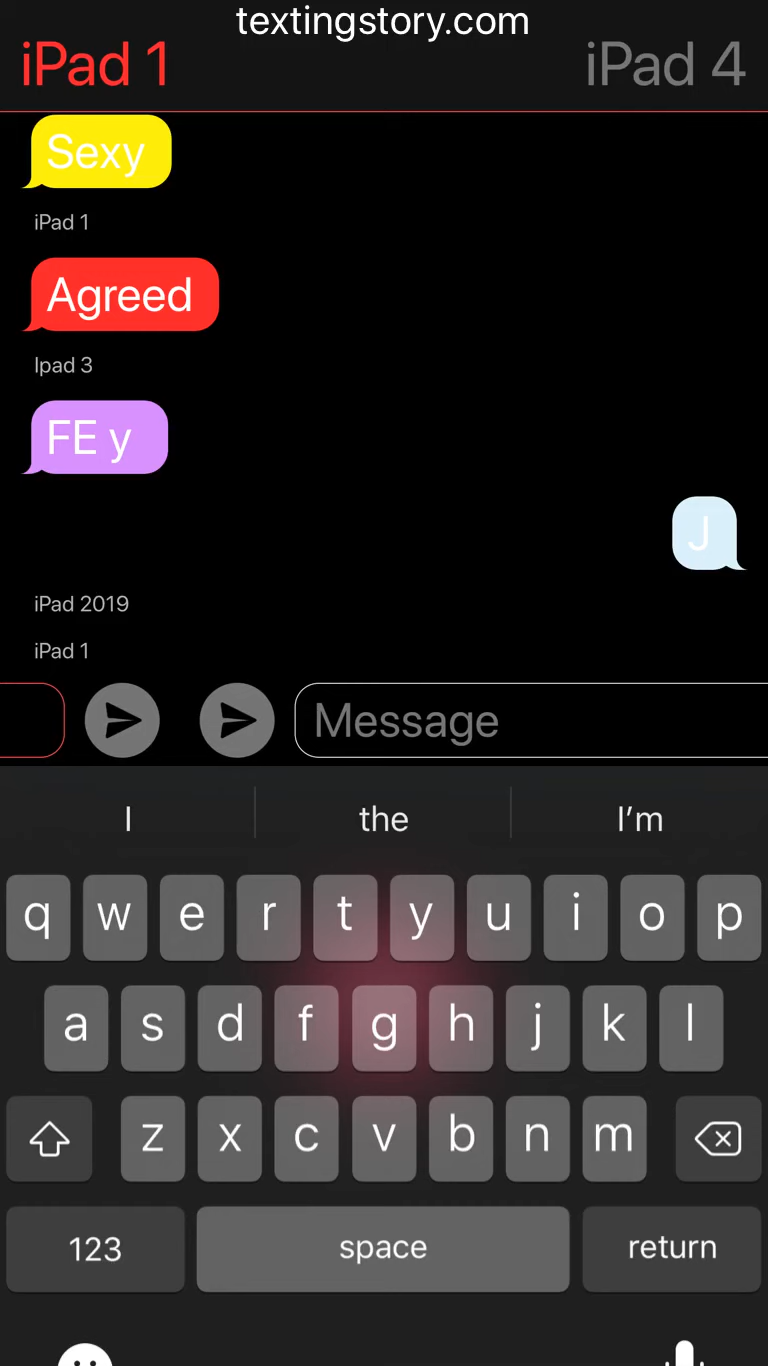 textingstory.com
iPad 1 iPad 4
Sexy
iPad 1
Agreed
Ipad 3
FE y
J
iPad 2019
iPad 1
Message
I the I’m
q w e r t y u i o p
a s d f g h j k l
z x c v b n m
123 space return